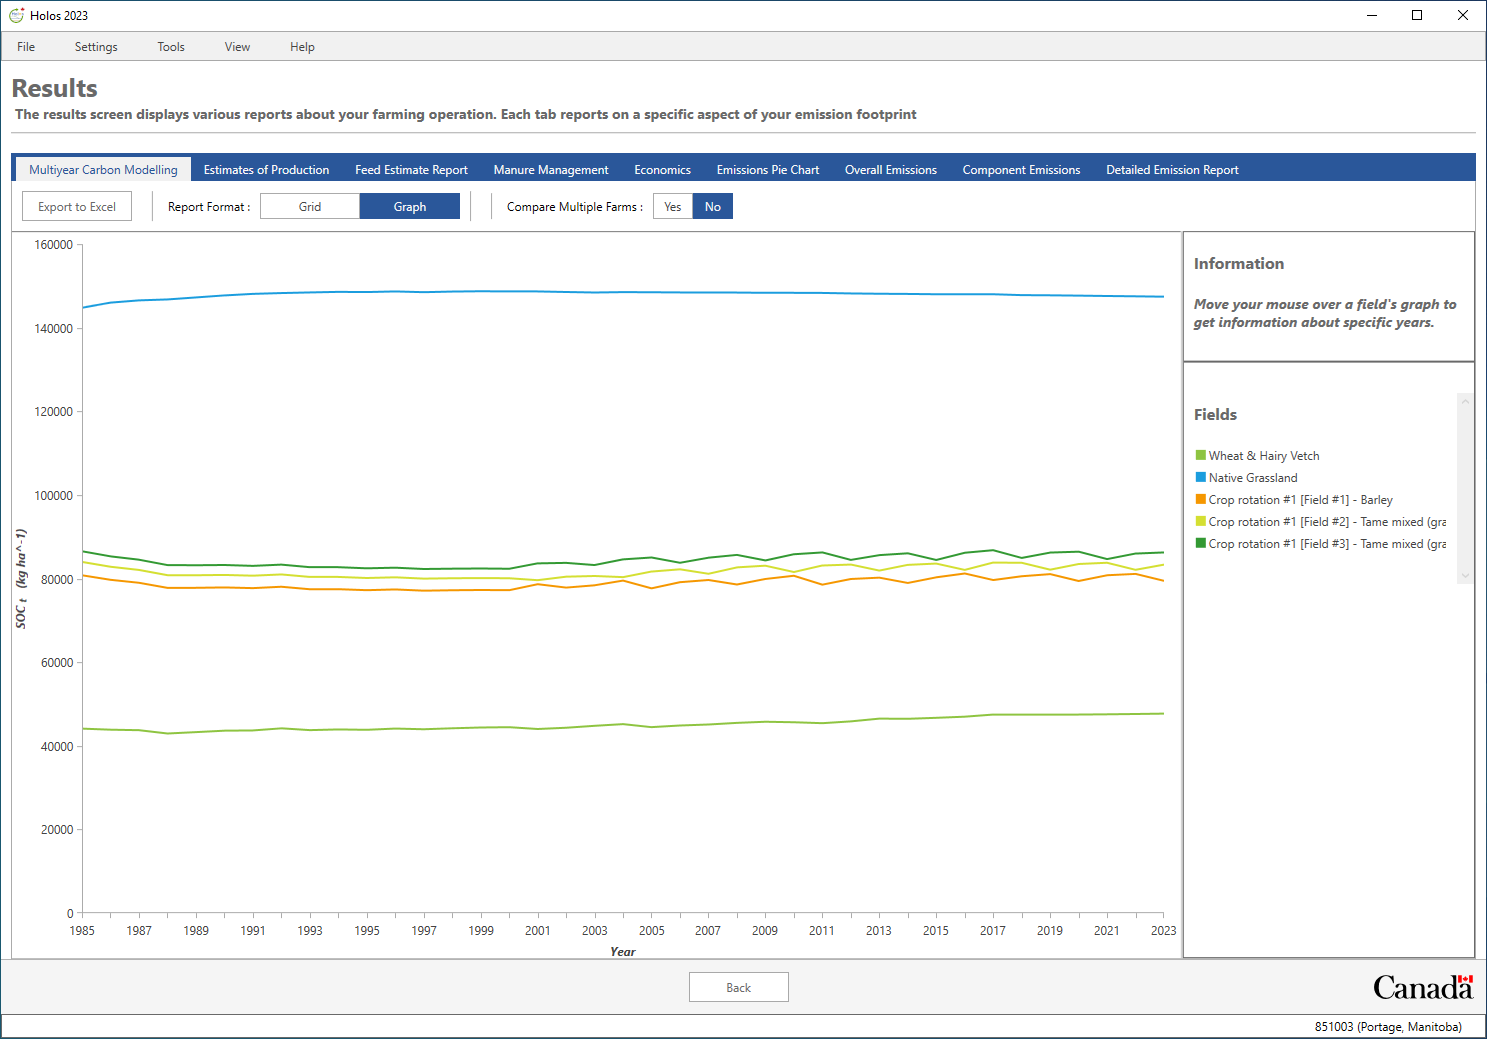 Holos 2023
File Settings Tools View Help
Results
The results screen displays various reports about your farming operation. Each tab reports on a specific aspect of your emission footprint
Multiyear Carbon Modelling Estimates of Production Feed Estimate Report Manure Management Economics Emissions Pie Chart Overall Emissions Component Emissions Detailed Emission Report
Export to Excel Report Format : Grid Graph Compare Multiple Farms : Yes No
160000
140000
120000
100000
80000
60000
40000
20000
0
SOC t (kg ha^-1)
1985 1987 1989 1991 1993 1995 1997 1999 2001 2003 2005 2007 2009 2011 2013 2015 2017 2019 2021 2023
Year
Information
Move your mouse over a field's graph to
get information about specific years.
Fields
Wheat & Hairy Vetch
Native Grassland
Crop rotation #1 [Field #1] - Barley
Crop rotation #1 [Field #2] - Tame mixed (gra
Crop rotation #1 [Field #3] - Tame mixed (gra
Back
Canada
851003 (Portage, Manitoba)